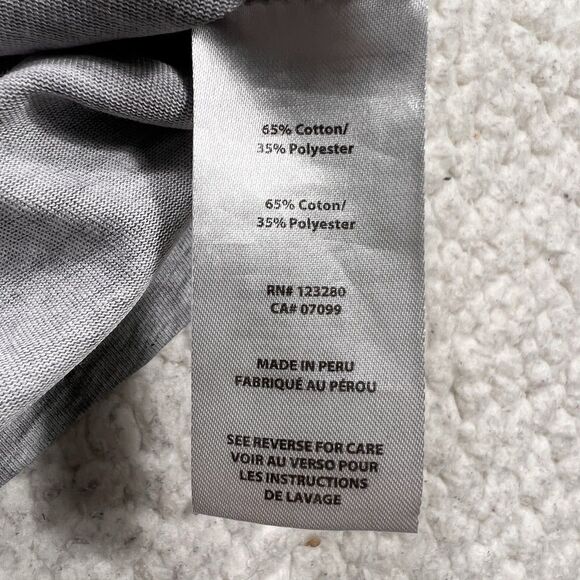 65% Cotton/
35% Polyester
65% Coton/
35% Polyester
RN# 123280
CA# 07099
MADE IN PERU
FABRIQUÉ AU PÉROU
SEE REVERSE FOR CARE
VOIR AU VERSO POUR
LES INSTRUCTIONS
DE LAVAGE